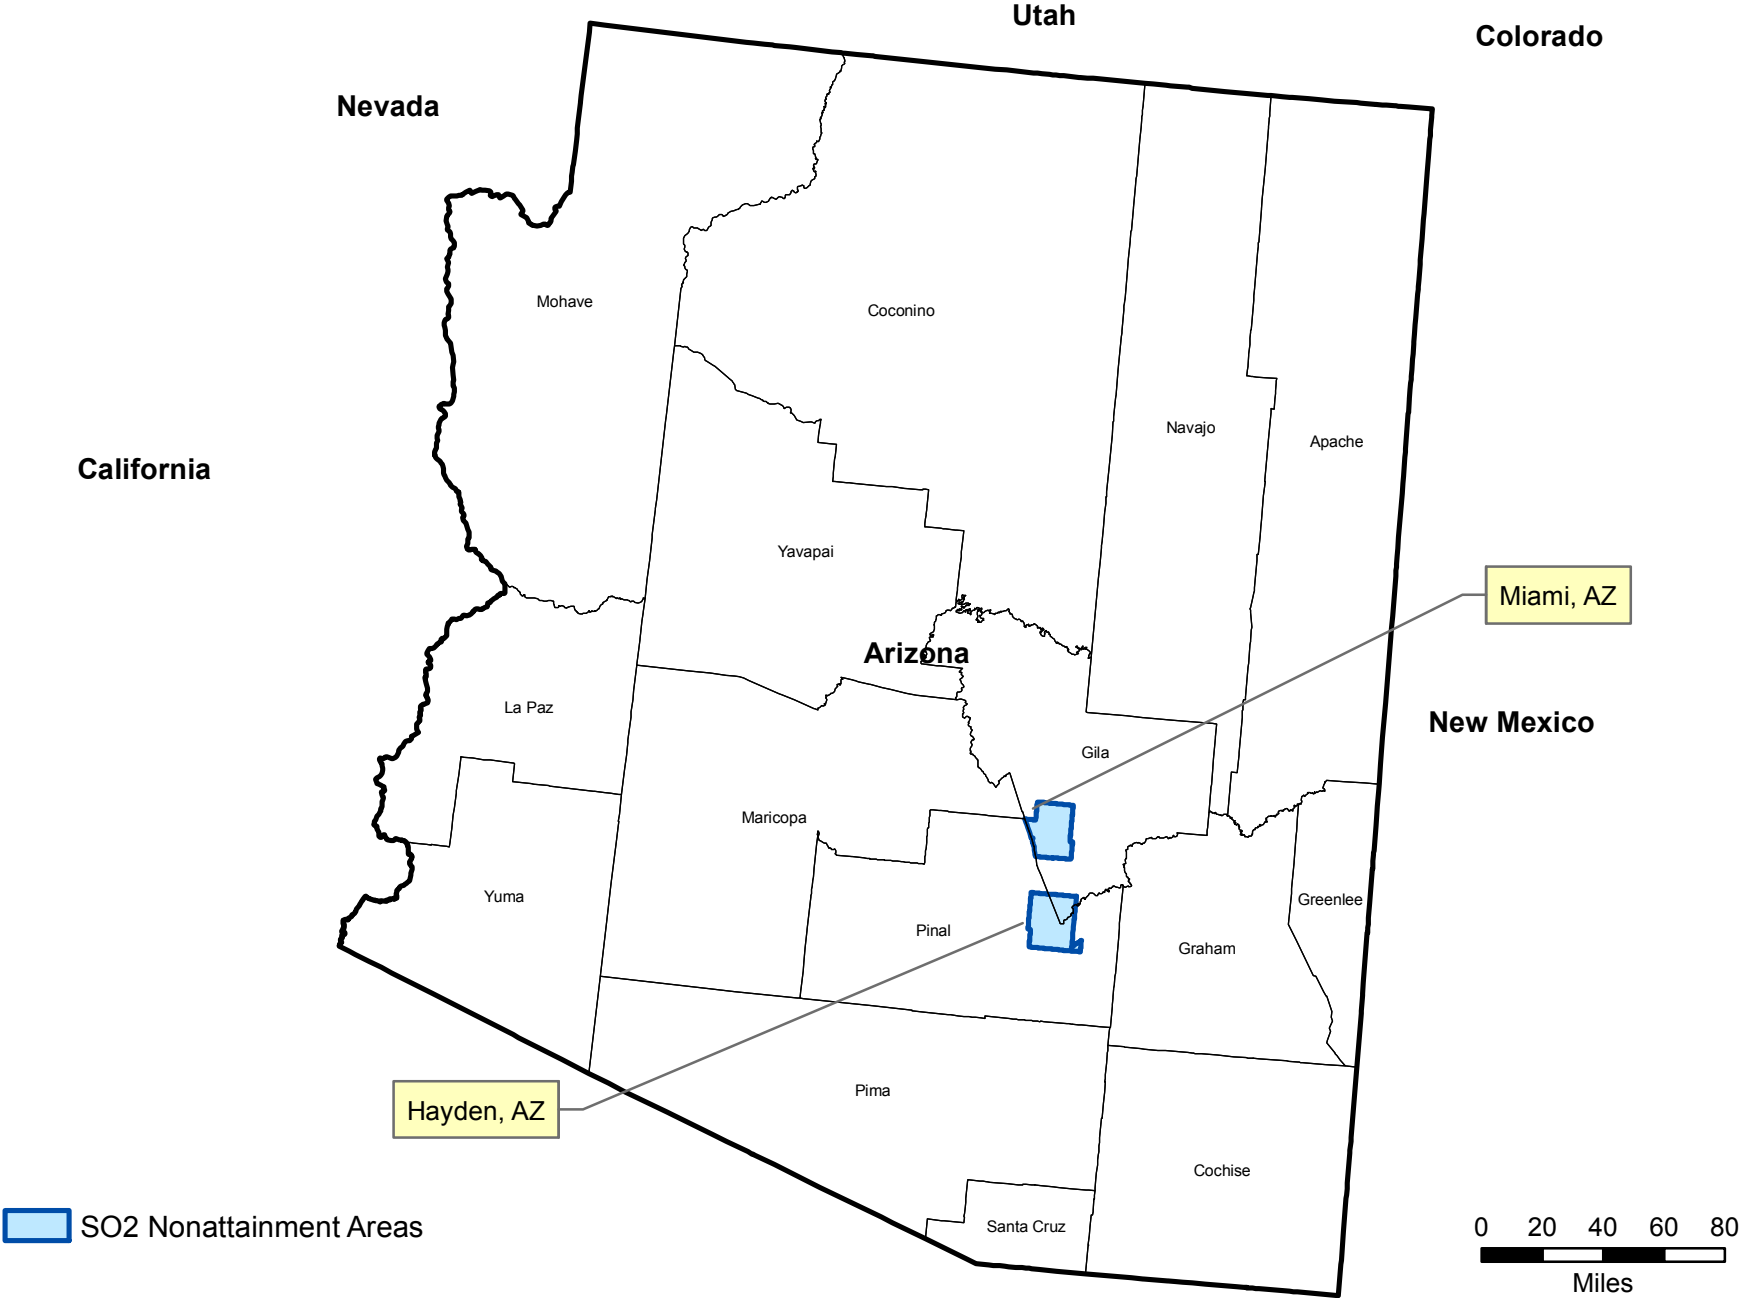 Utah
Colorado
Nevada
Mohave
Coconino
Navajo
Apache
California
Yavapai
Miami, AZ
Arizona
La Paz
New Mexico
Gila
Maricopa
Yuma
Greenlee
Pinal
Graham
Pima
Hayden, AZ
Cochise
Santa Cruz
SO2 Nonattainment Areas
0 20 40 60 80
Miles